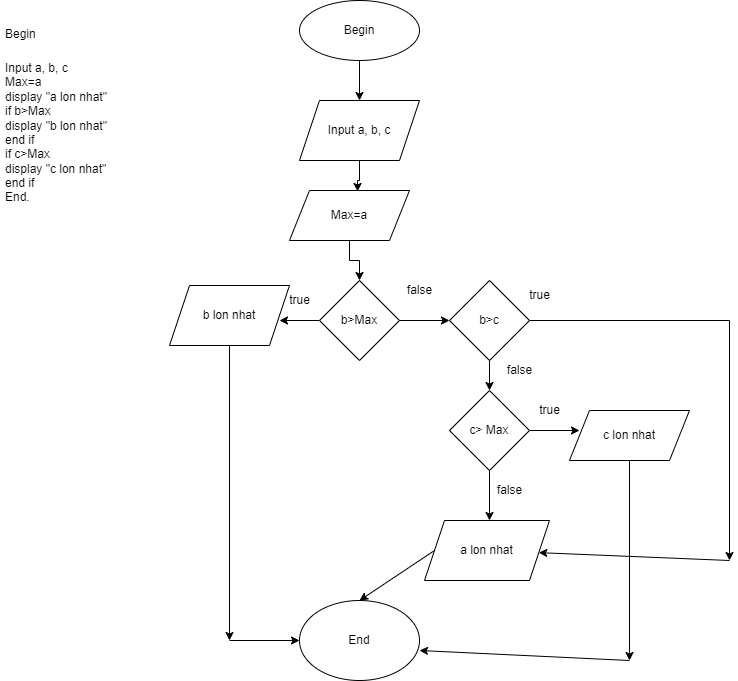 Begin
Input a, b, c
Max=a
display "a lon nhat"
if b>Max
display "b lon nhat"
end if
if c>Max
display "c lon nhat"
end if
End.
Begin
Input a, b, c
Max=a
b lon nhat
true
b>Max
false
b>c
true
false
c> Max
true
c lon nhat
false
a lon nhat
End